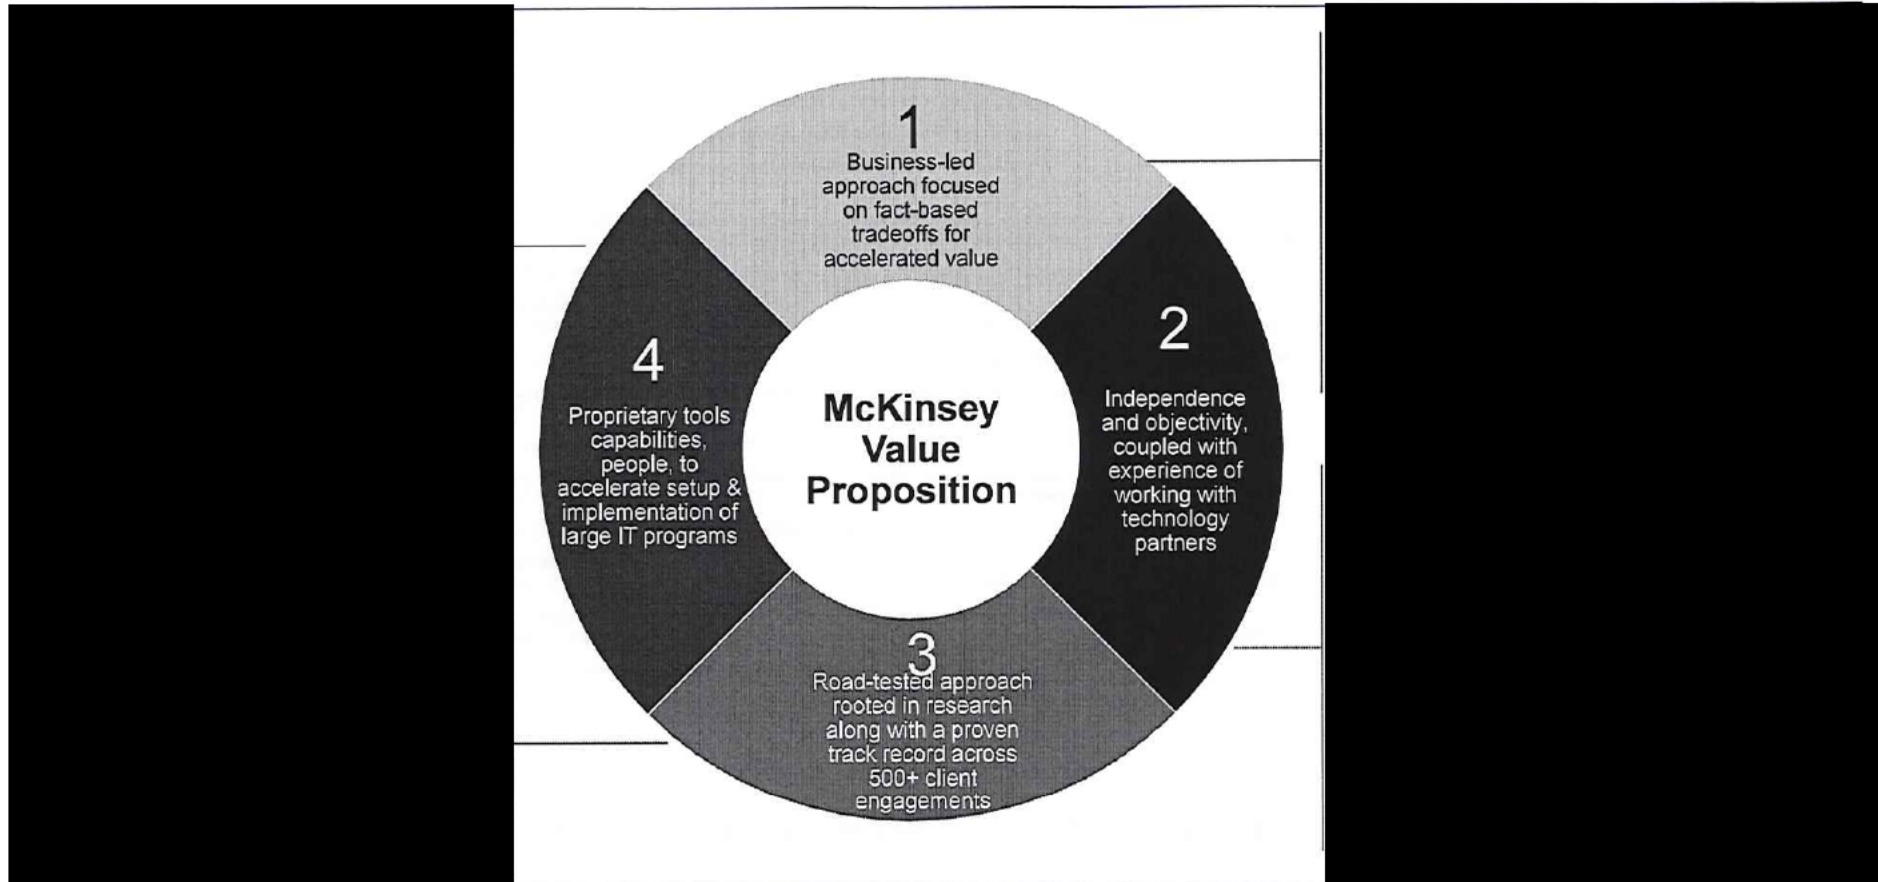 1
Business-led
approach focused
on fact-based
tradeoffs for
accelerated value
2
Independence
and objectivity,
coupled with
experience of
working with
technology
partners
3
Road-tested approach
rooted in research
along with a proven
track record across
500+ client
engagements
4
Proprietary tools
capabilities,
people, to
accelerate setup &
implementation of
large IT programs
McKinsey
Value
Proposition